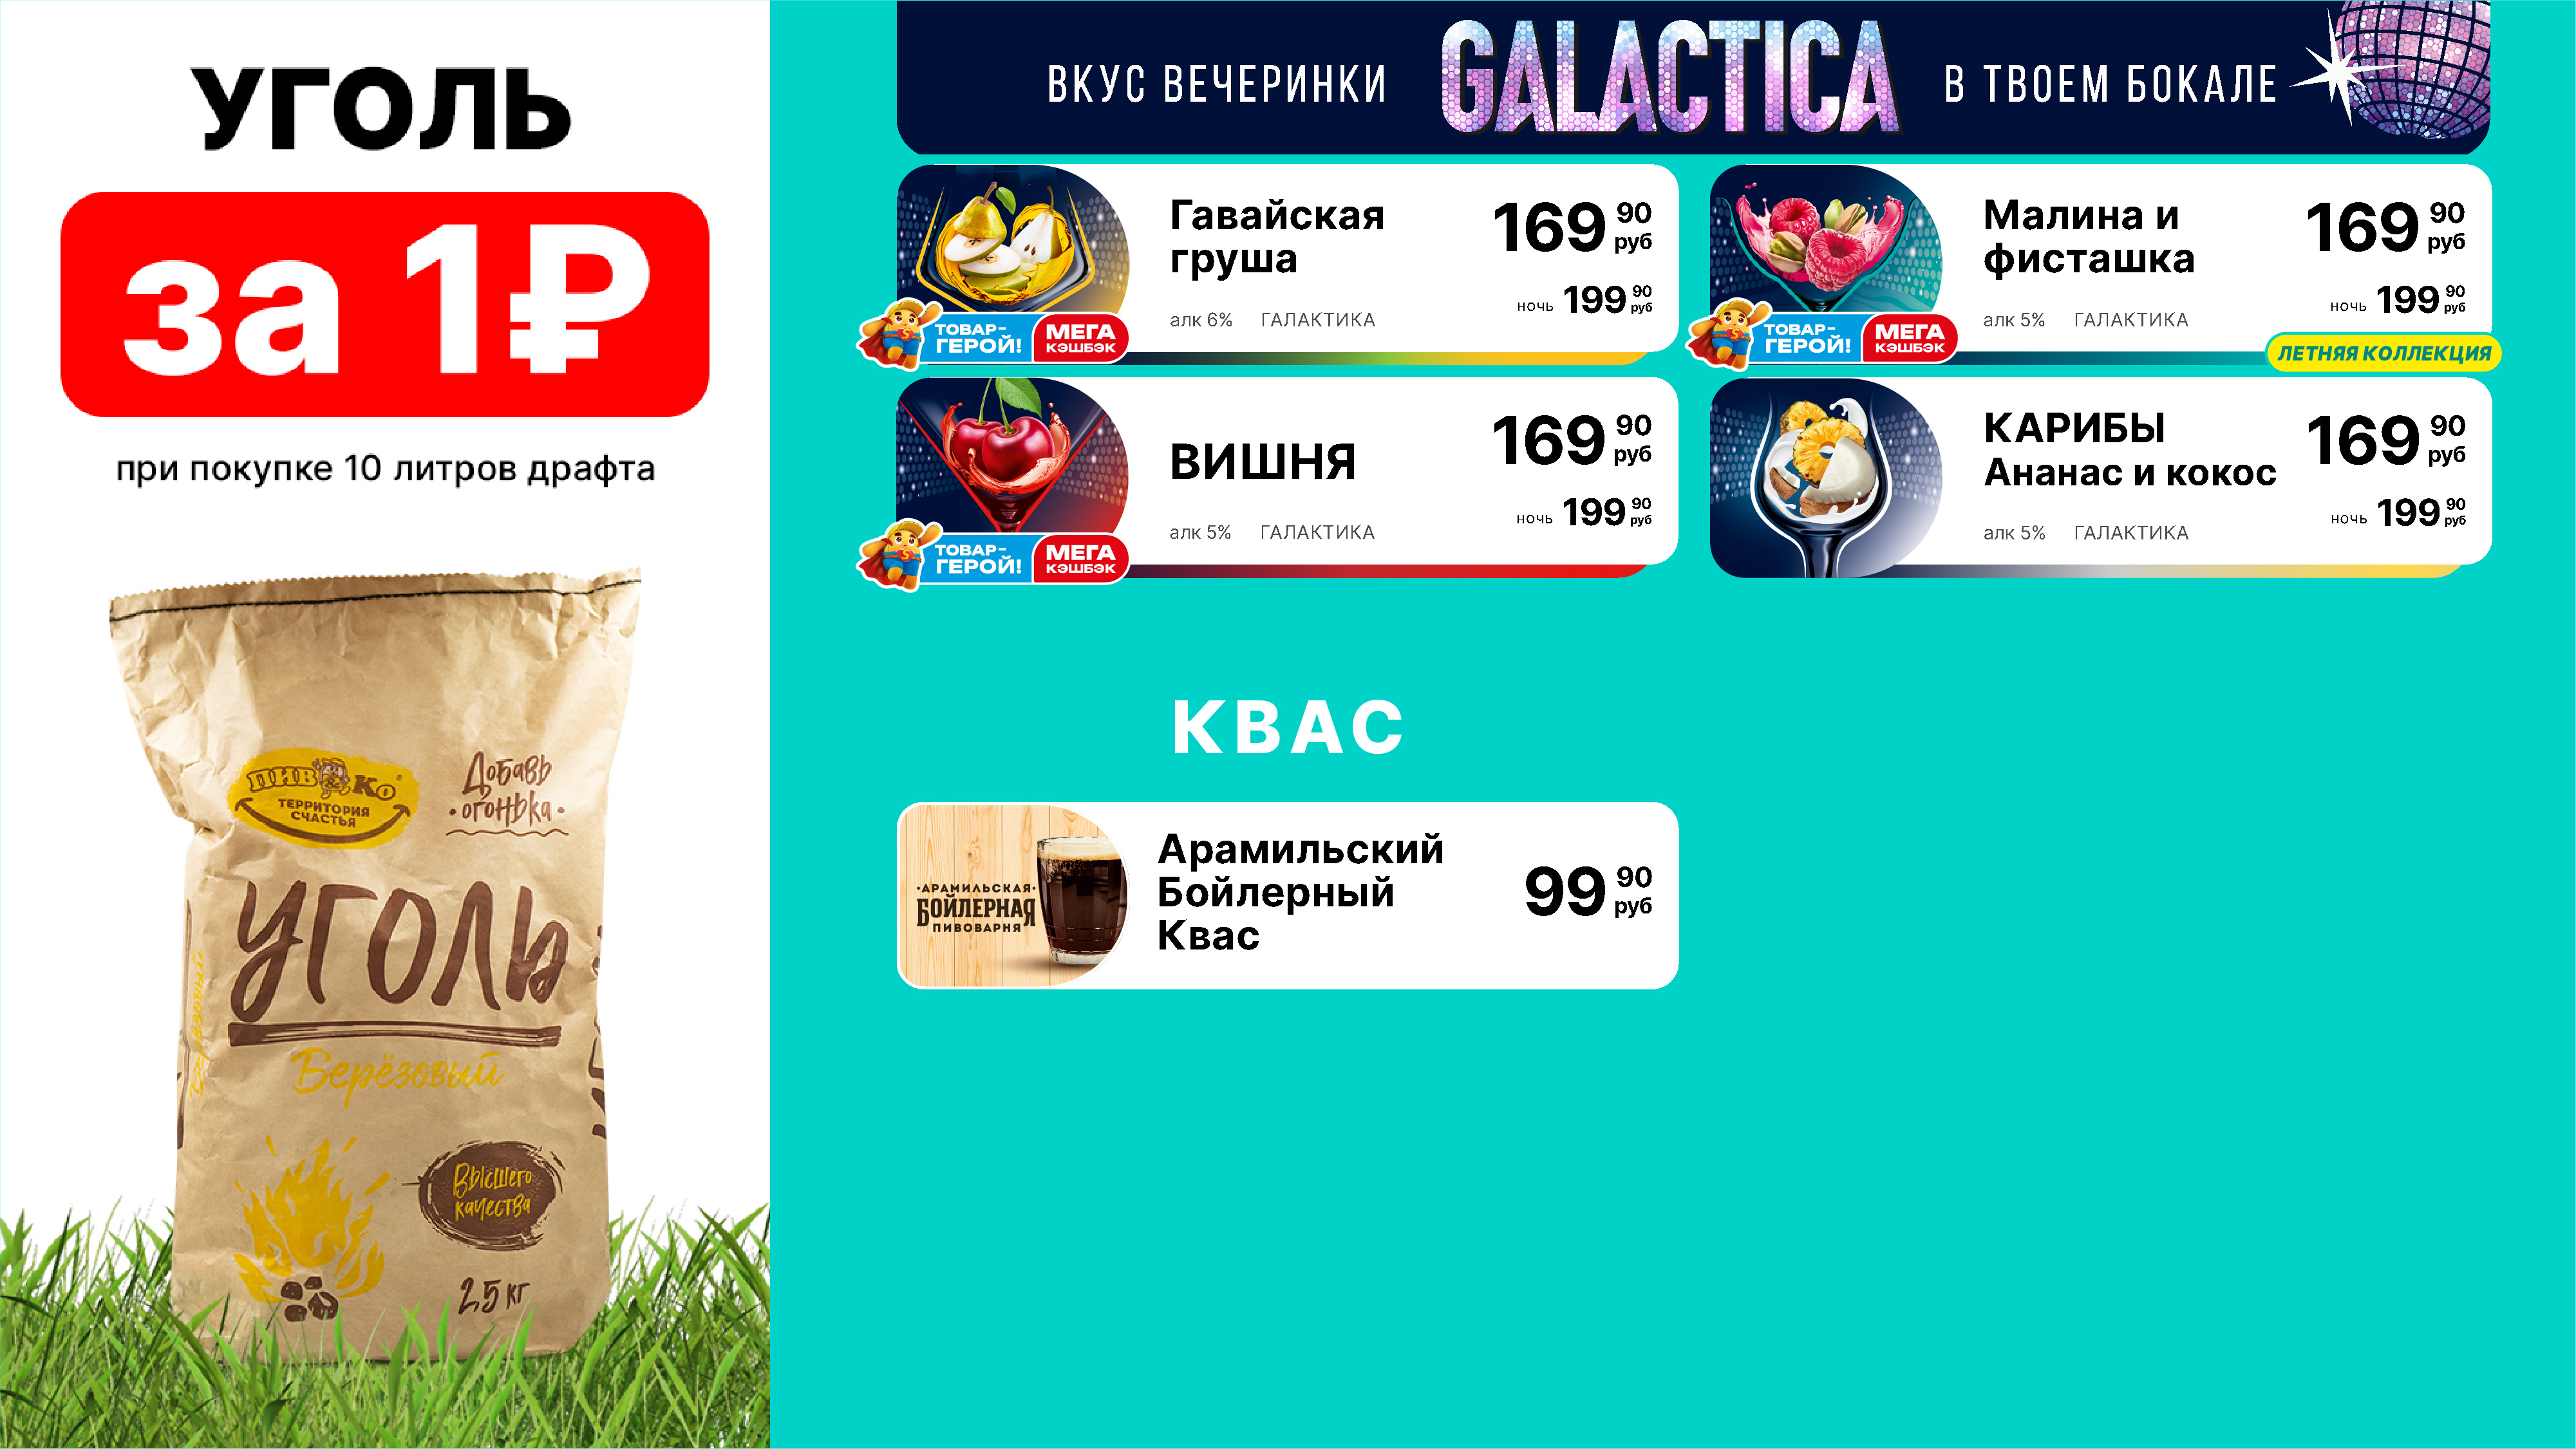 УГОЛЬ
за 1₽
при покупке 10 литров драфта
ПИВ&Ко
ТЕРРИТОРИЯ
СЧАСТЬЯ
Добавь
огонька
УГОЛЬ
Берёзовый
Высшего
качества
2,5 кг
ВКУС ВЕЧЕРИНКИ GALACTICA В ТВОЕМ БОКАЛЕ
Гавайская
груша
алк 6% ГАЛАКТИКА
169 90 руб
ночь 199 90 руб
ТОВАР-
ГЕРОЙ!
МЕГА
КЭШБЭК
Малина и
фисташка
алк 5% ГАЛАКТИКА
169 90 руб
ночь 199 90 руб
ТОВАР-
ГЕРОЙ!
МЕГА
КЭШБЭК
ЛЕТНЯЯ КОЛЛЕКЦИЯ
ВИШНЯ
алк 5% ГАЛАКТИКА
169 90 руб
ночь 199 90 руб
ТОВАР-
ГЕРОЙ!
МЕГА
КЭШБЭК
КАРИБЫ
Ананас и кокос
алк 5% ГАЛАКТИКА
169 90 руб
ночь 199 90 руб
КВАС
·АРАМИЛЬСКАЯ·
БОЙЛЕРНАЯ
ПИВОВАРНЯ
Арамильский
Бойлерный
Квас
99 90 руб